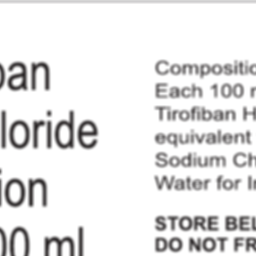 ban
loride
ion
00 ml
Compositio
Each 100 m
Tirofiban H
equivalent
Sodium Ch
Water for In
STORE BEL
DO NOT FR